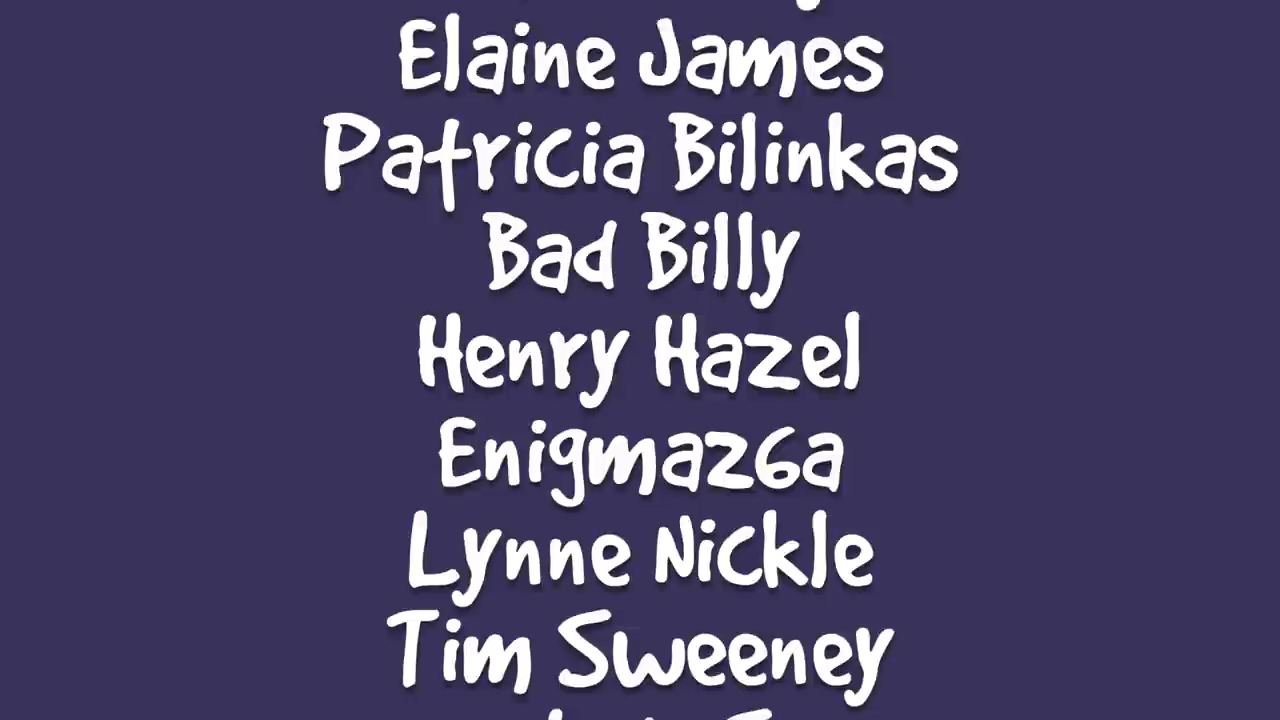 Elaine James
Patricia Bilinkas
Bad Billy
Henry Hazel
Enigmaz6a
Lynne Nickle
Tim Sweeney